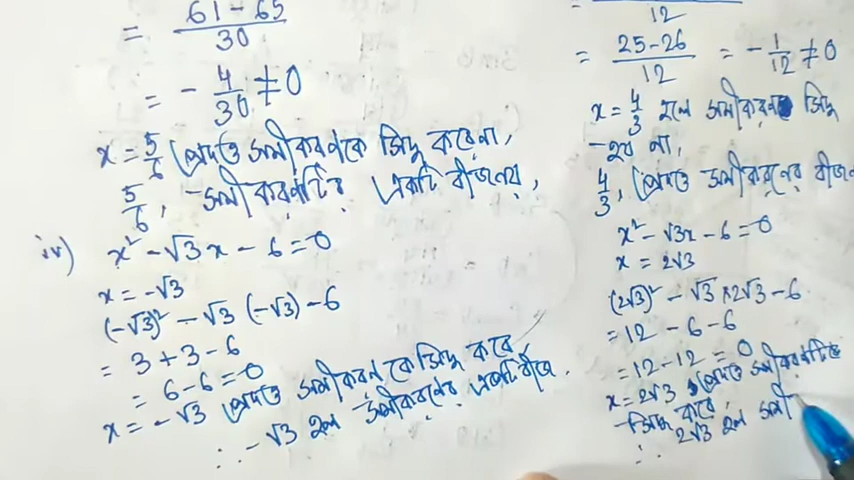 = 61-65/30
= - 4/30 ≠ 0
x = 5/6 প্রদত্ত সমীকরণকে সিদ্ধ করেনা,
5/6, সমীকরণটির একটি বীজনয়,
iv) x² - √3x - 6 = 0
x = -√3
(-√3)² - √3 (-√3) - 6
= 3 + 3 - 6
= 6 - 6 = 0
x = - √3 প্রদত্ত সমীকরণ কে সিদ্ধ করে
∴ -√3 হল সমীকরণের একটি বীজ.
12
= 25-26/12 = - 1/12 ≠ 0
x = 4/3 হলে সমীকরণ সিদ্ধ
হয় না,
4/3, প্রদত্ত সমীকরণের বীজন
x² - √3x - 6 = 0
x = 2√3
(2√3)² - √3 × 2√3 - 6
= 12 - 6 - 6
= 12 - 12 = 0
x = 2√3 প্রদত্ত সমীকরণটিকে
সিদ্ধ করে,
∴ 2√3 হল সমী